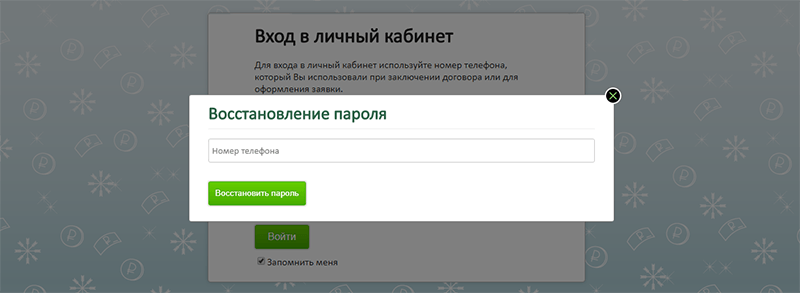 Вход в личный кабинет
Для входа в личный кабинет используйте номер телефона,
который Вы использовали при заключении договора или для
оформления заявки.
Восстановление пароля
Номер телефона
Восстановить пароль
Войти
Запомнить меня